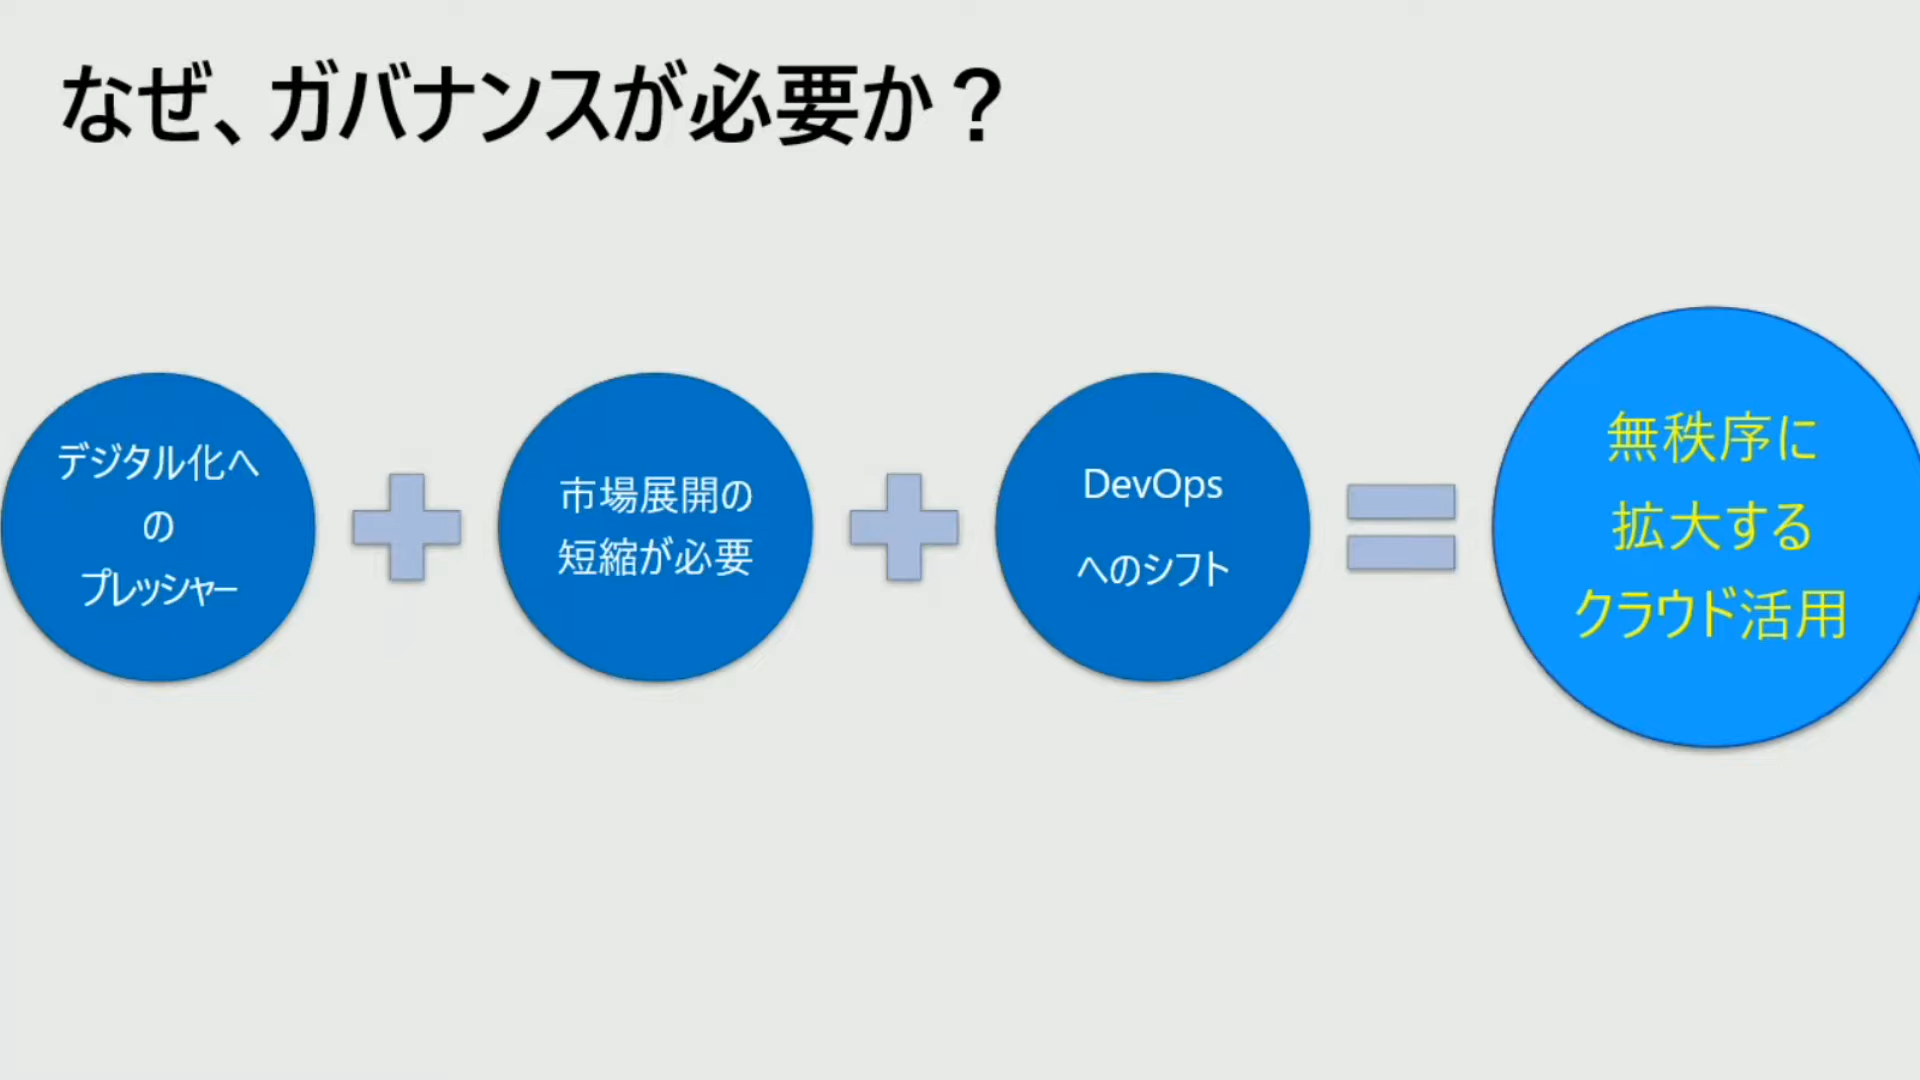 なぜ、ガバナンスが必要か？
デジタル化へ
の
プレッシャー
市場展開の
短縮が必要
DevOps
へのシフト
無秩序に
拡大する
クラウド活用